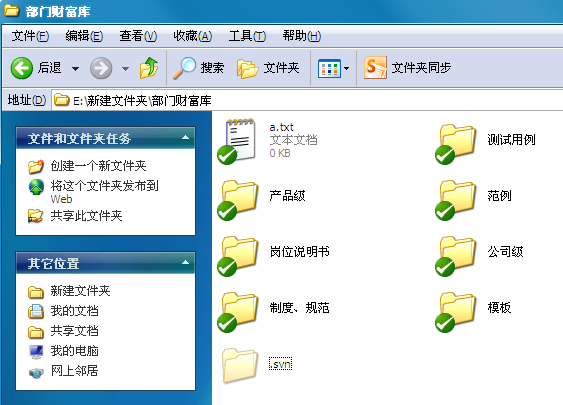 部门财富库
文件(F) 编辑(E) 查看(V) 收藏(A) 工具(T) 帮助(H)
后退 搜索 文件夹 文件夹同步
地址(D) E:\新建文件夹\部门财富库
文件和文件夹任务
创建一个新文件夹
将这个文件夹发布到
Web
共享此文件夹
其它位置
新建文件夹
我的文档
共享文档
我的电脑
网上邻居
a.txt
文本文档
0 KB
测试用例
产品级
范例
岗位说明书
公司级
制度、规范
模板
.svn